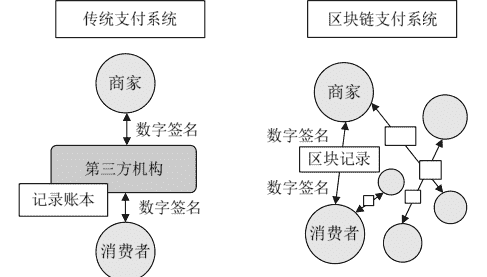 传统支付系统
商家
数字签名
第三方机构
记录账本
数字签名
消费者
区块链支付系统
商家
数字签名
区块记录
数字签名
消费者